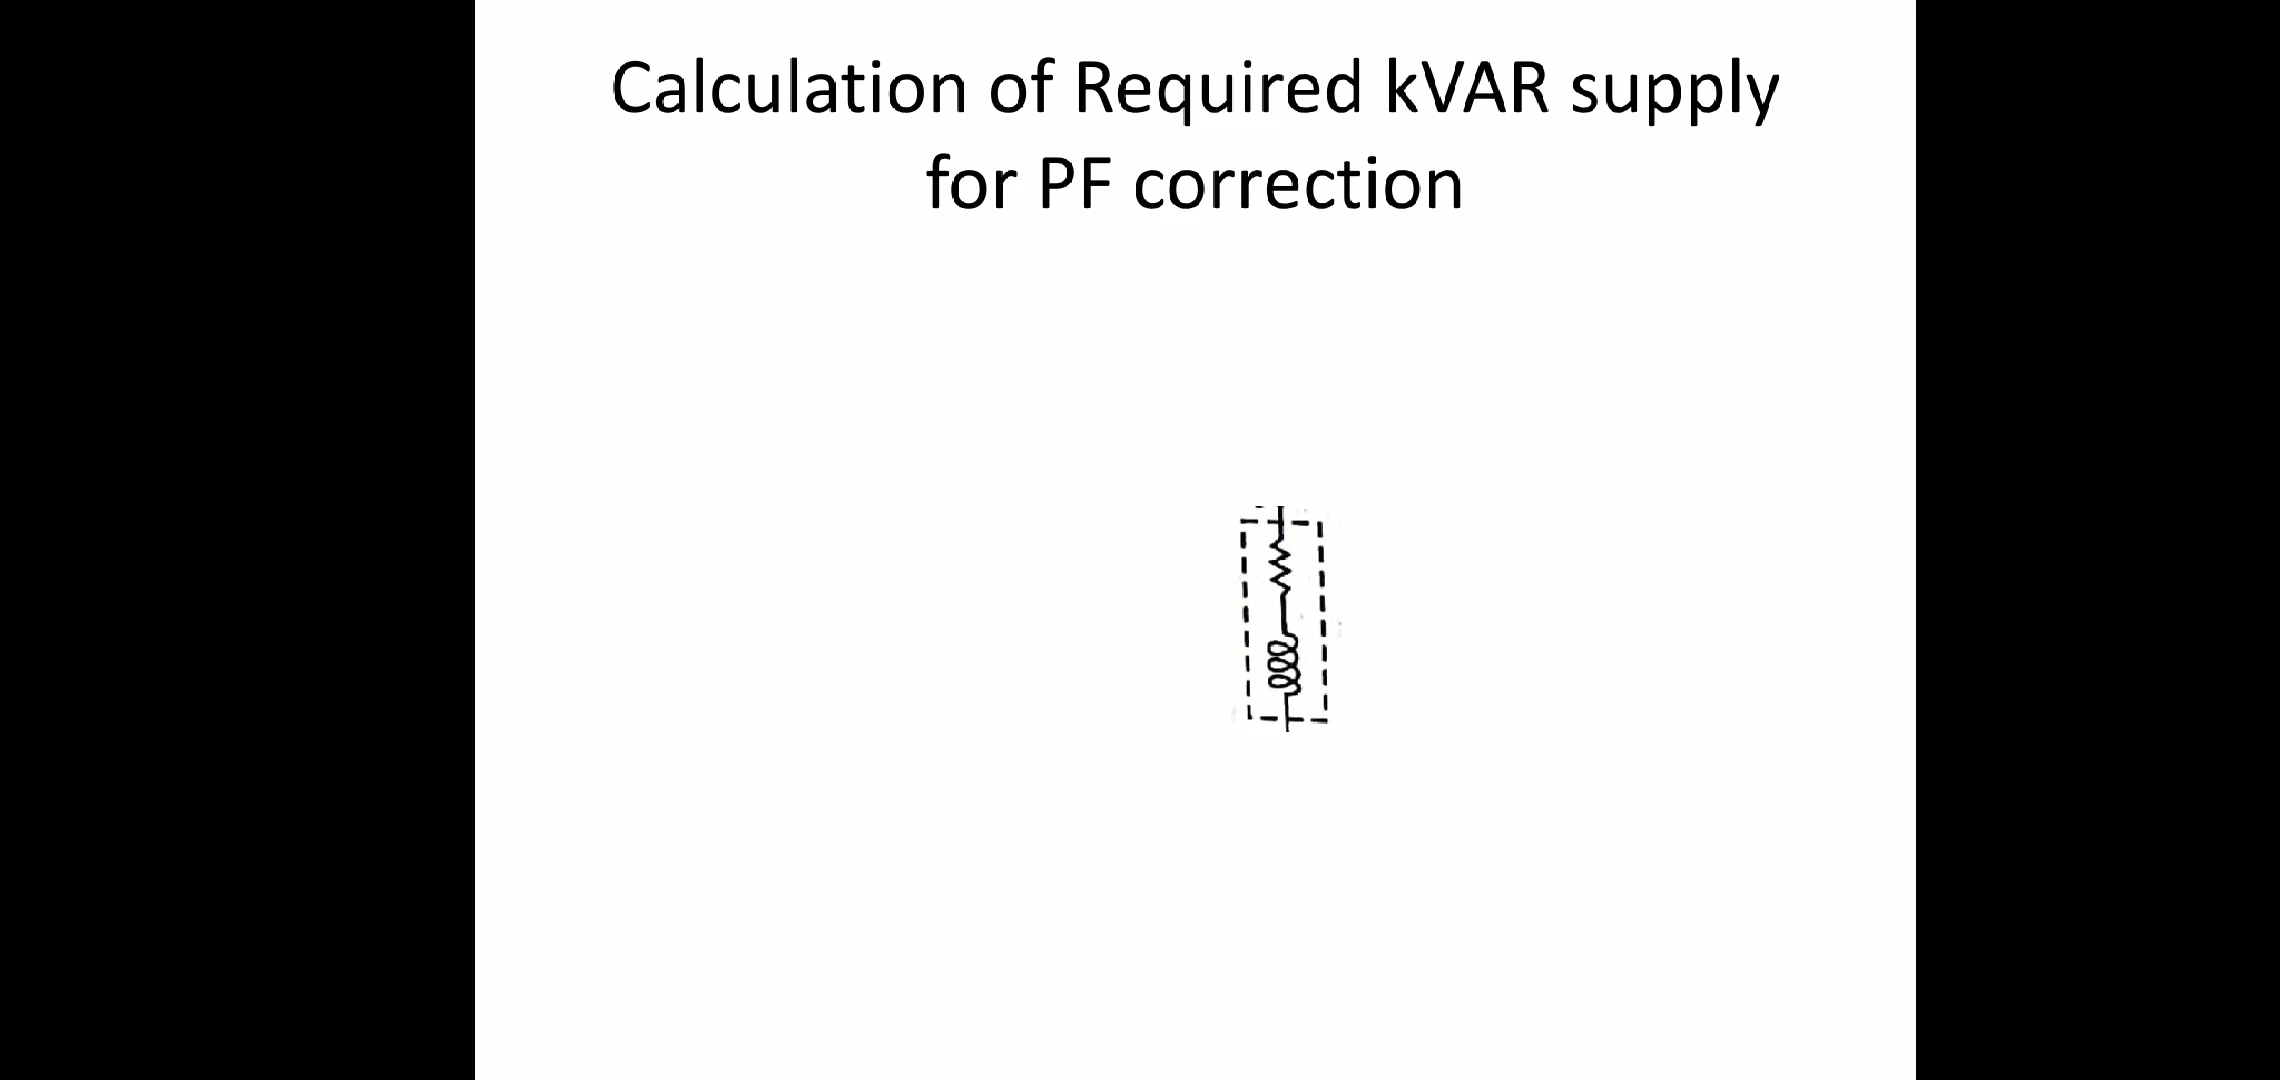 Calculation of Required kVAR supply
for PF correction